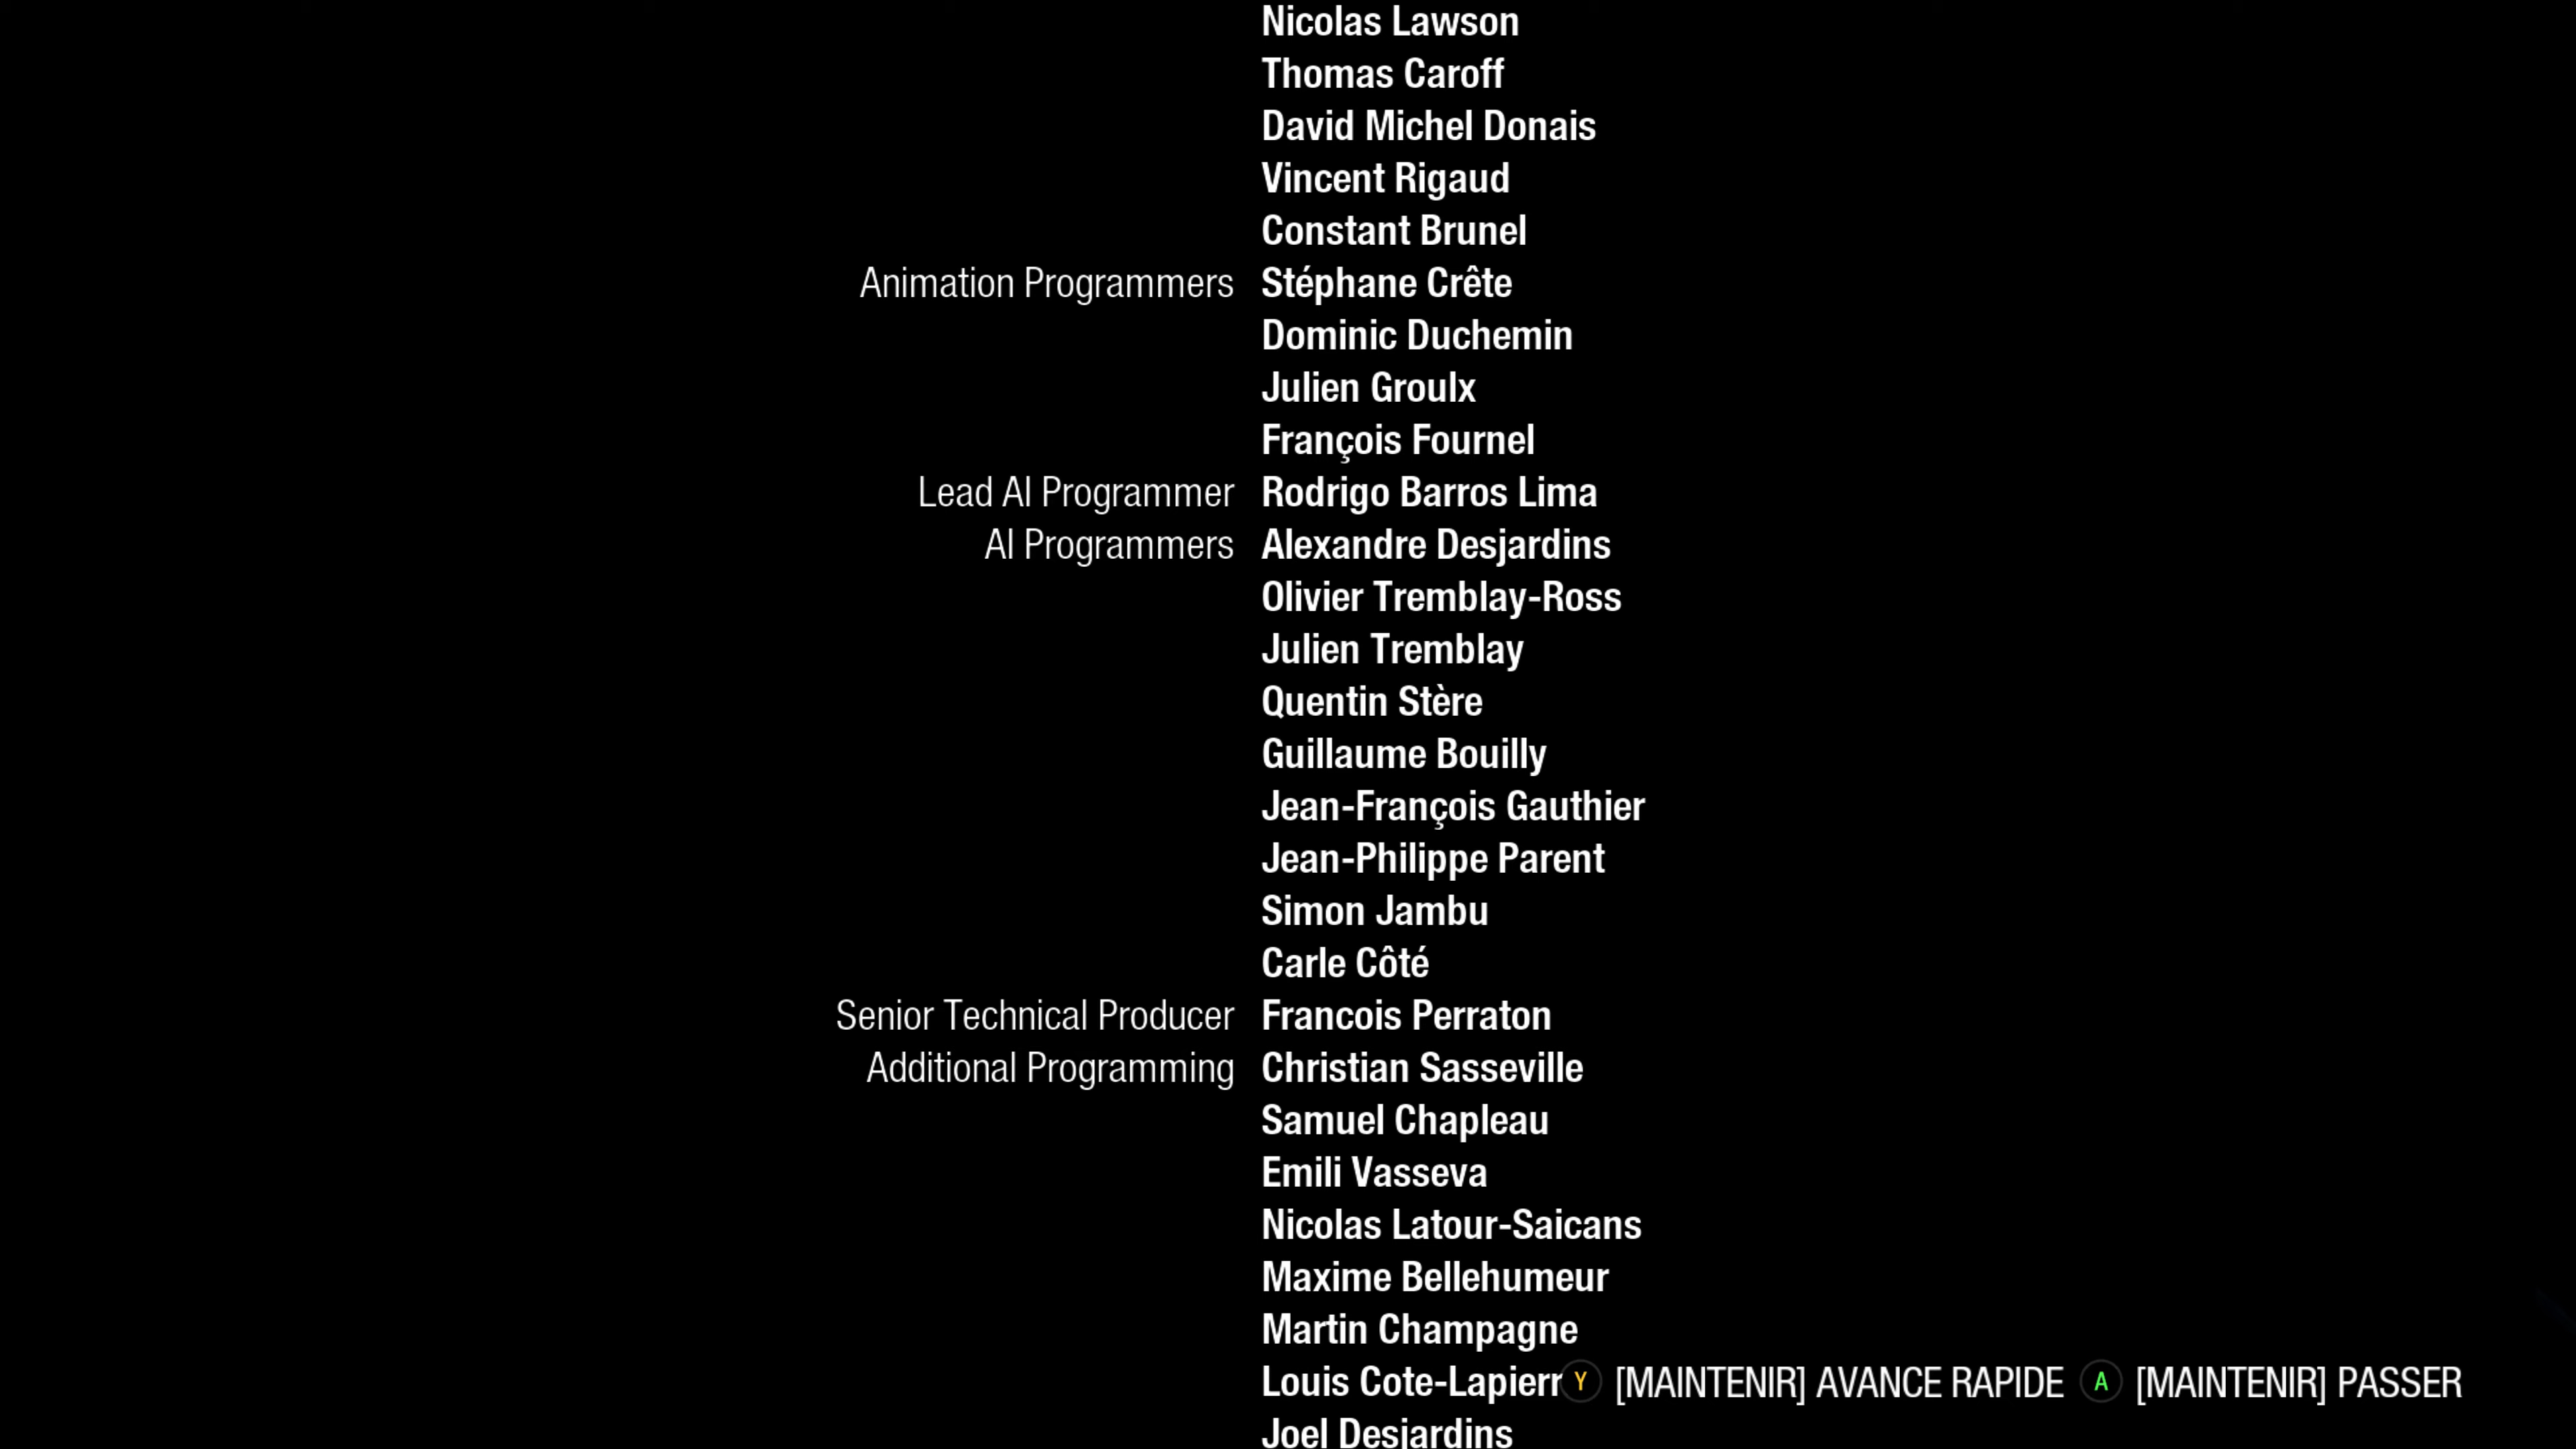 Nicolas Lawson
Thomas Caroff
David Michel Donais
Vincent Rigaud
Constant Brunel
Animation Programmers Stéphane Crête
Dominic Duchemin
Julien Groulx
François Fournel
Lead AI Programmer Rodrigo Barros Lima
AI Programmers Alexandre Desjardins
Olivier Tremblay-Ross
Julien Tremblay
Quentin Stère
Guillaume Bouilly
Jean-François Gauthier
Jean-Philippe Parent
Simon Jambu
Carle Côté
Senior Technical Producer Francois Perraton
Additional Programming Christian Sasseville
Samuel Chapleau
Emili Vasseva
Nicolas Latour-Saicans
Maxime Bellehumeur
Martin Champagne
Louis Cote-Lapierr Y [MAINTENIR] AVANCE RAPIDE A [MAINTENIR] PASSER
Joel Desjardins